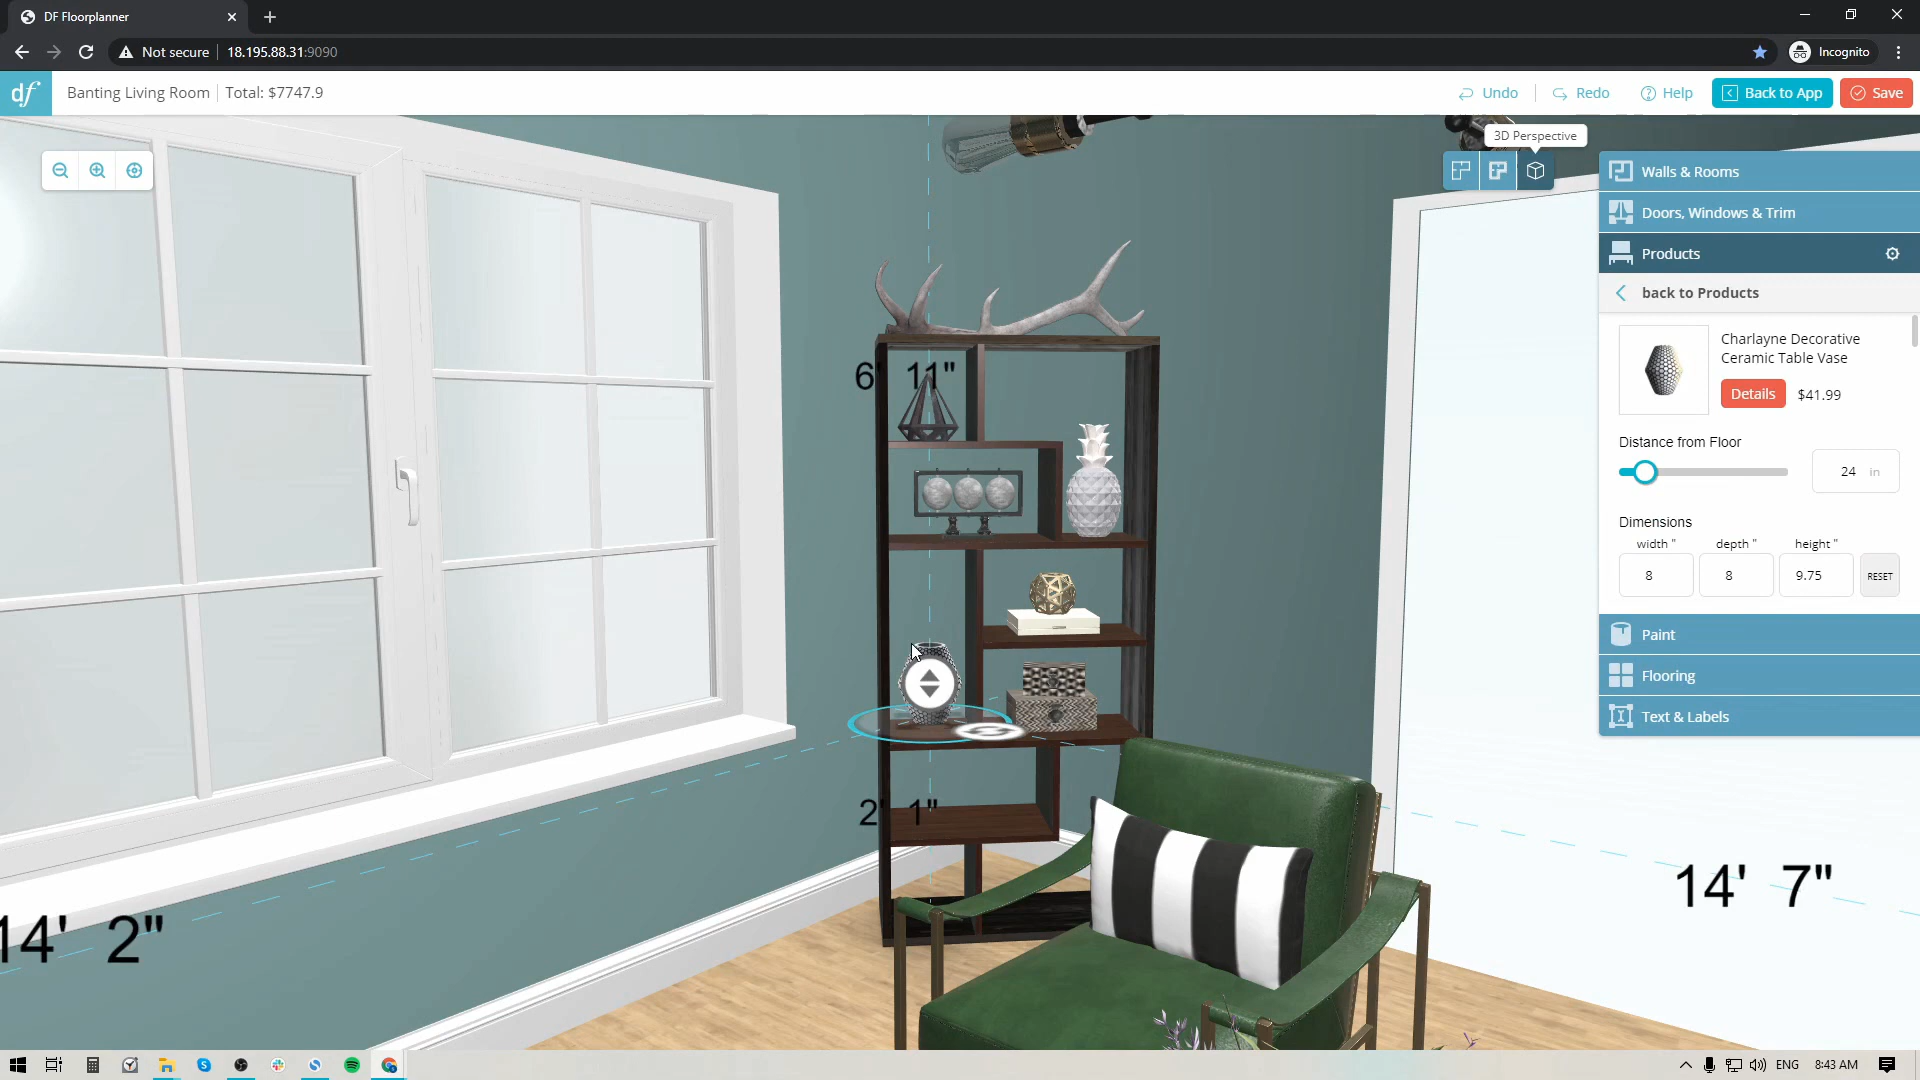 DF Floorplanner
Not secure
18.195.88.31:9090
Incognito
df
Banting Living Room
Total: $7747.9
Undo
Redo
Help
Back to App
Save
3D Perspective
Walls & Rooms
Doors, Windows & Trim
Products
back to Products
Charlayne Decorative
Ceramic Table Vase
Details
$41.99
Distance from Floor
24 in
Dimensions
width "
depth "
height "
8
8
9.75
RESET
Paint
Flooring
Text & Labels
6' 11"
2' 1"
14' 7"
14' 2"
ENG
8:43 AM